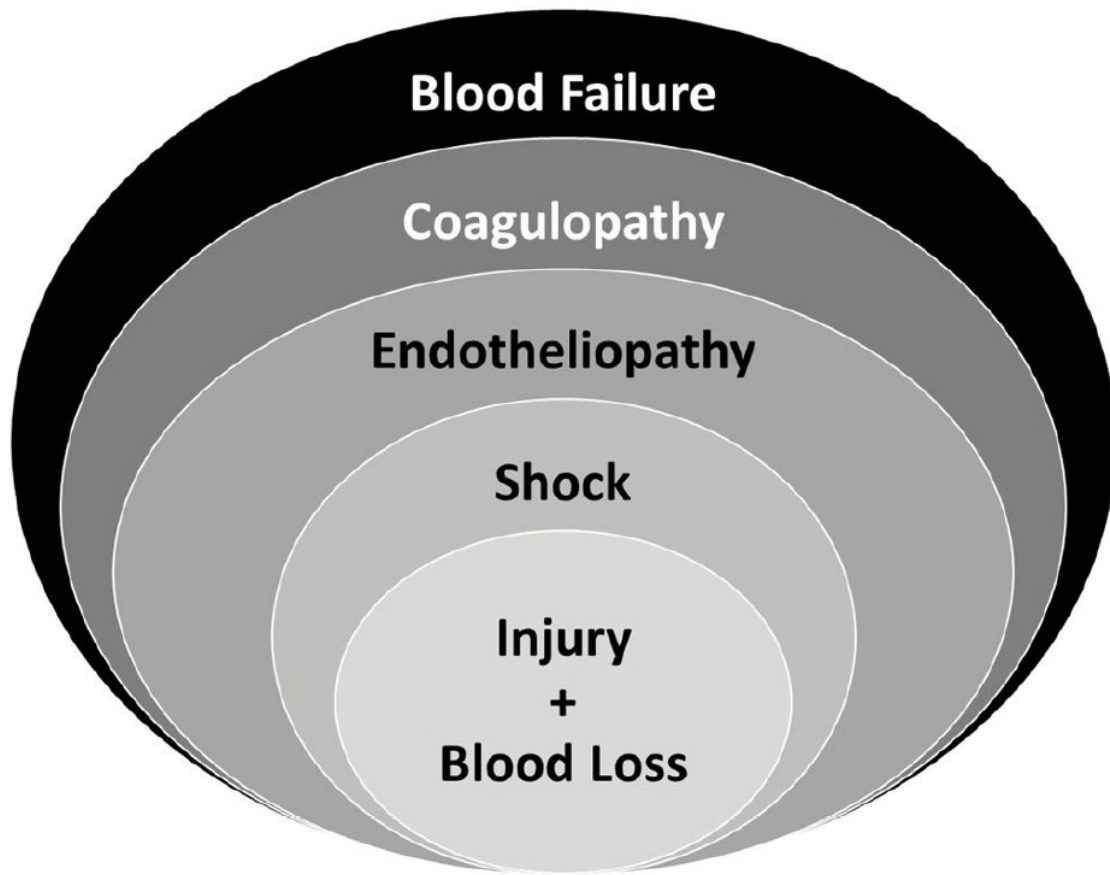 Blood Failure
Coagulopathy
Endotheliopathy
Shock
Injury
+
Blood Loss